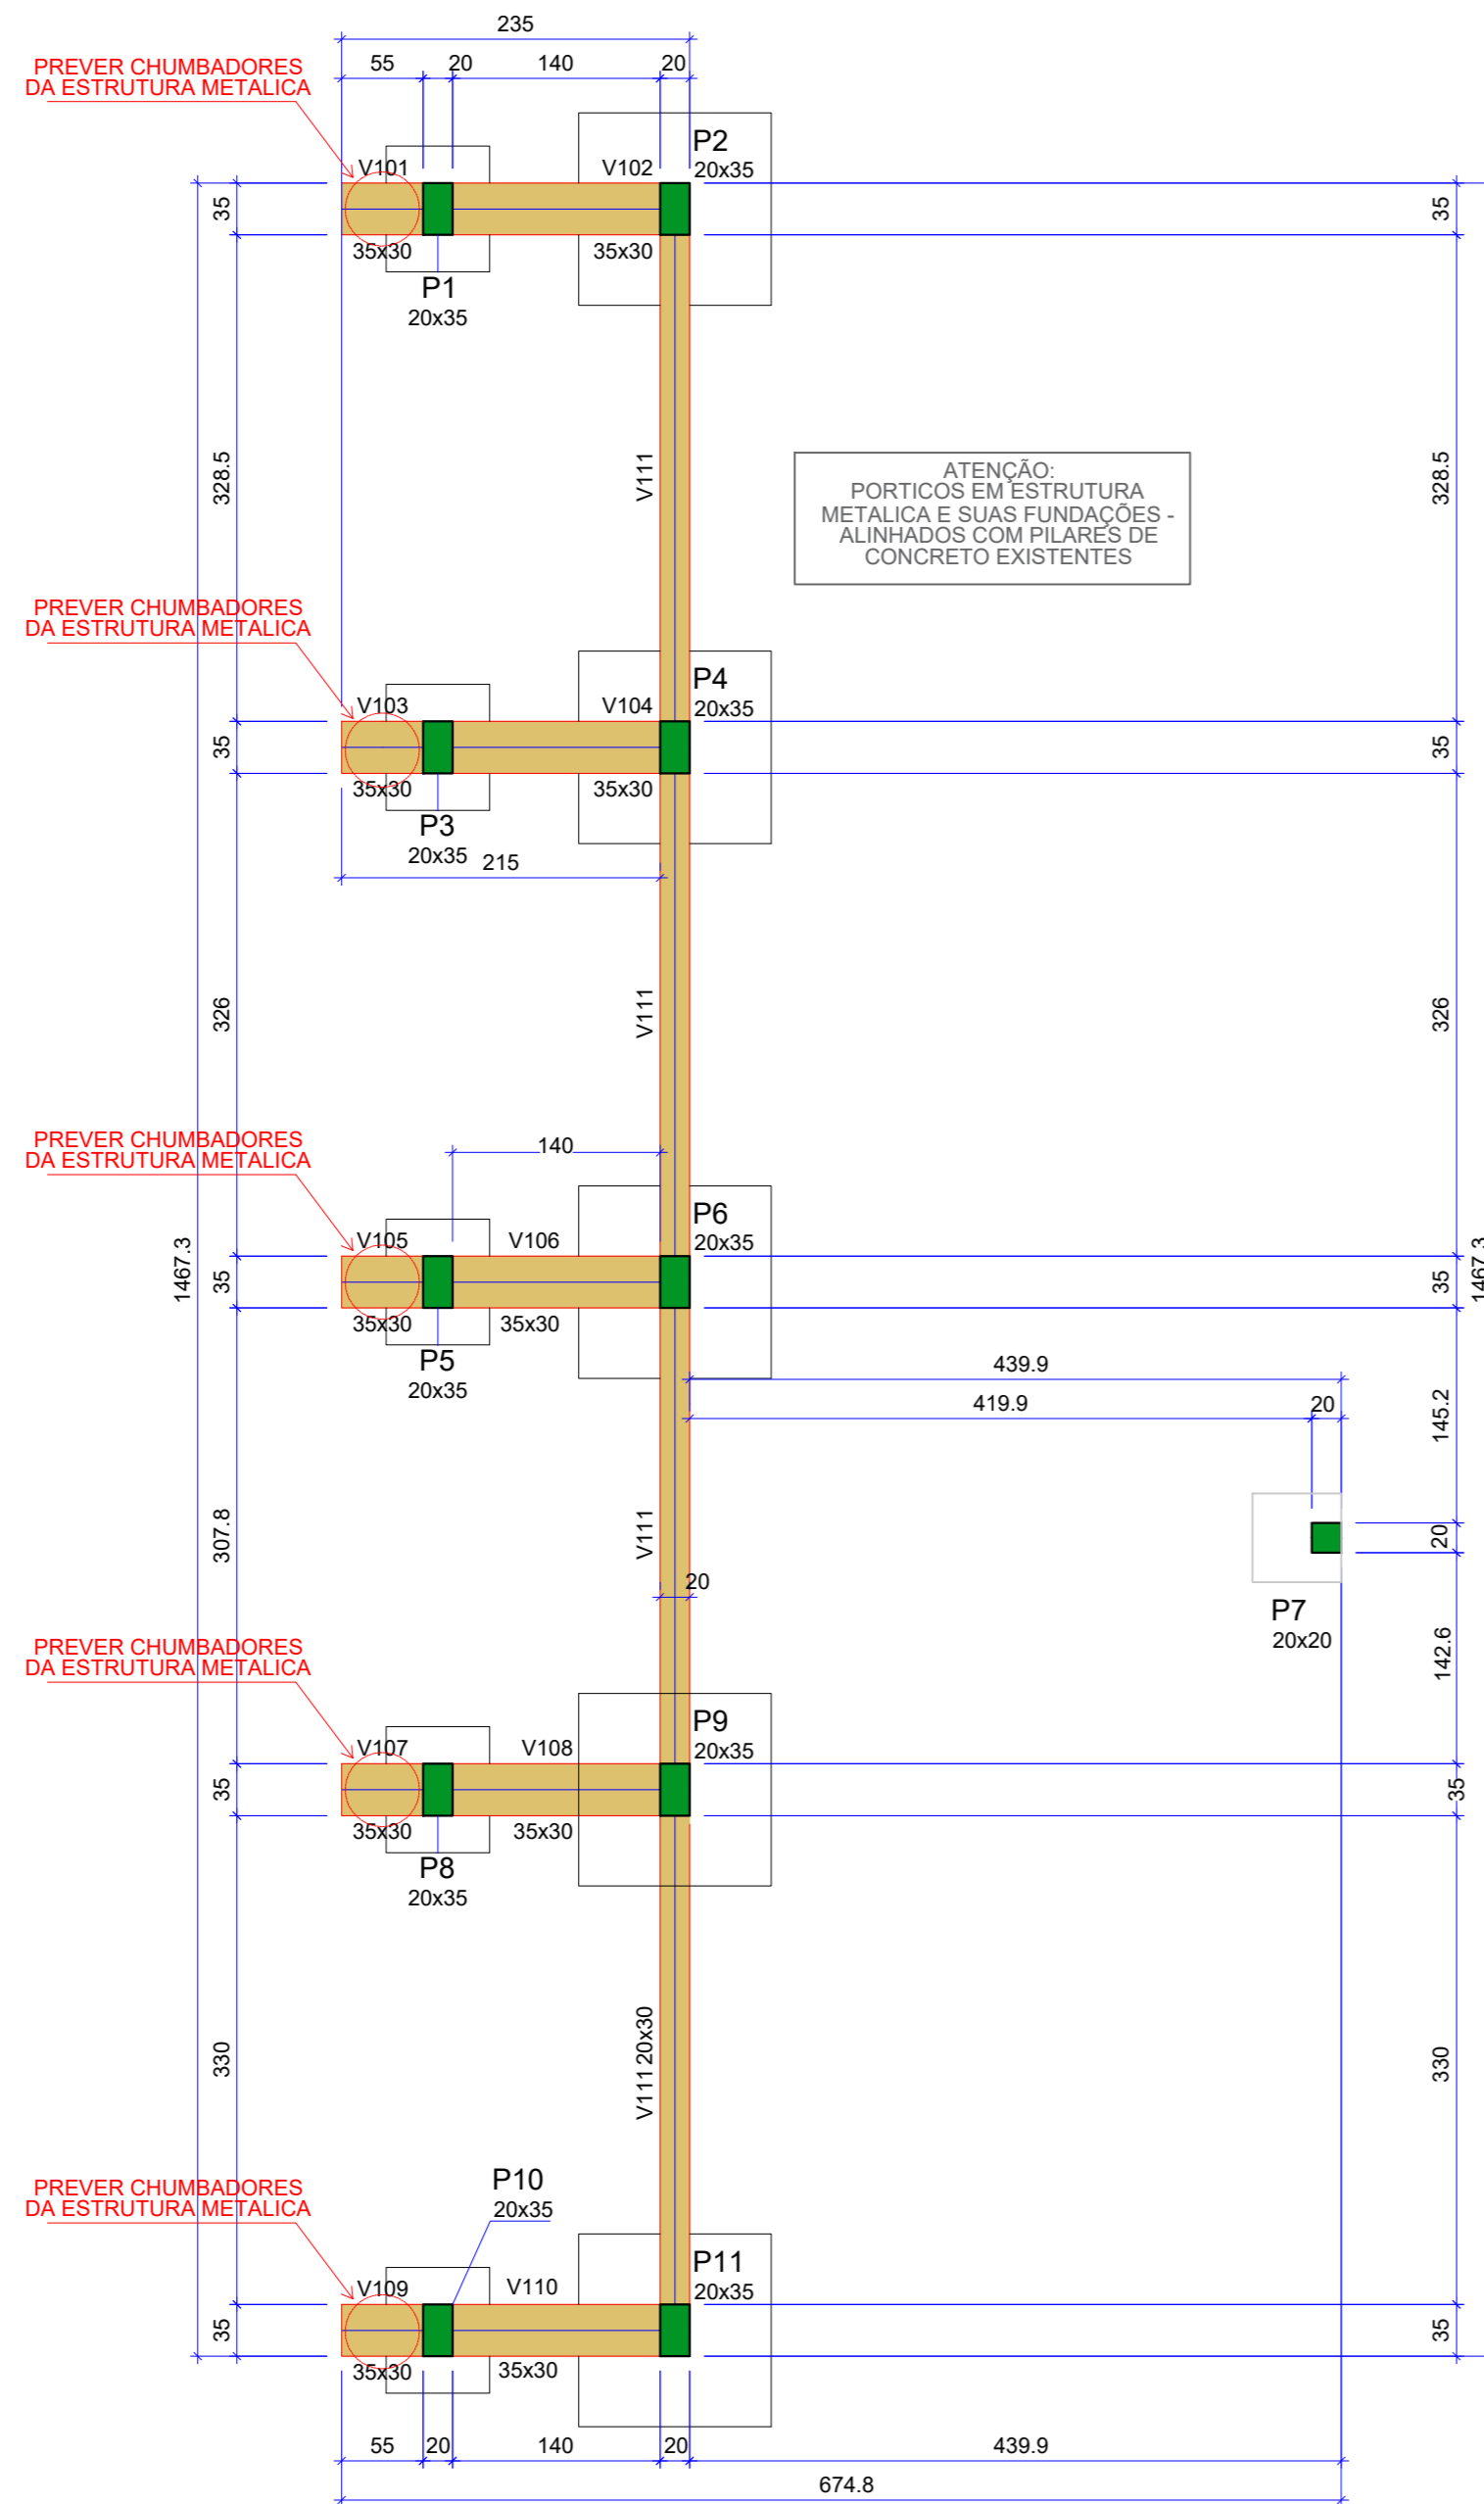 235
55
20
140
20
PREVER CHUMBADORES
DA ESTRUTURA METALICA
P2
20x35
V101
V102
35
35
35x30
35x30
P1
20x35
328.5
V111
328.5
ATENÇÃO:
PORTICOS EM ESTRUTURA
METALICA E SUAS FUNDAÇÕES -
ALINHADOS COM PILARES DE
CONCRETO EXISTENTES
PREVER CHUMBADORES
DA ESTRUTURA METALICA
P4
20x35
V103
V104
35
35
35x30
35x30
P3
20x35
215
326
V111
326
PREVER CHUMBADORES
DA ESTRUTURA METALICA
140
P6
20x35
V105
V106
1467.3
35
35
1467.3
35x30
35x30
P5
20x35
439.9
419.9
20
145.2
307.8
V111
20
20
P7
20x20
142.6
PREVER CHUMBADORES
DA ESTRUTURA METALICA
P9
20x35
V107
V108
35
35
35x30
35x30
P8
20x35
330
V111 20x30
330
PREVER CHUMBADORES
DA ESTRUTURA METALICA
P10
20x35
P11
20x35
V109
V110
35
35
35x30
35x30
55
20
140
20
439.9
674.8